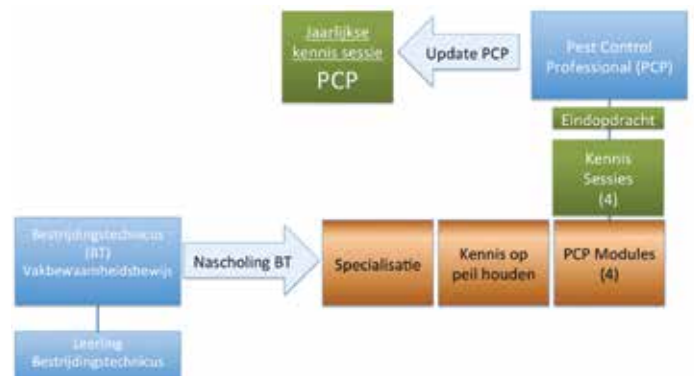 Jaarlijkse
kennis sessie
PCP
Update PCP
Pest Control
Professional (PCP)
Eindopdracht
Kennis
Sessies
(4)
Bestrijdingstechnicus
(BT)
Vakbewaamheidsbewijs
Nascholing BT
Specialisatie
Kennis op
peil houden
PCP Modules
(4)
Leerling
Bestrijdingstechnicus